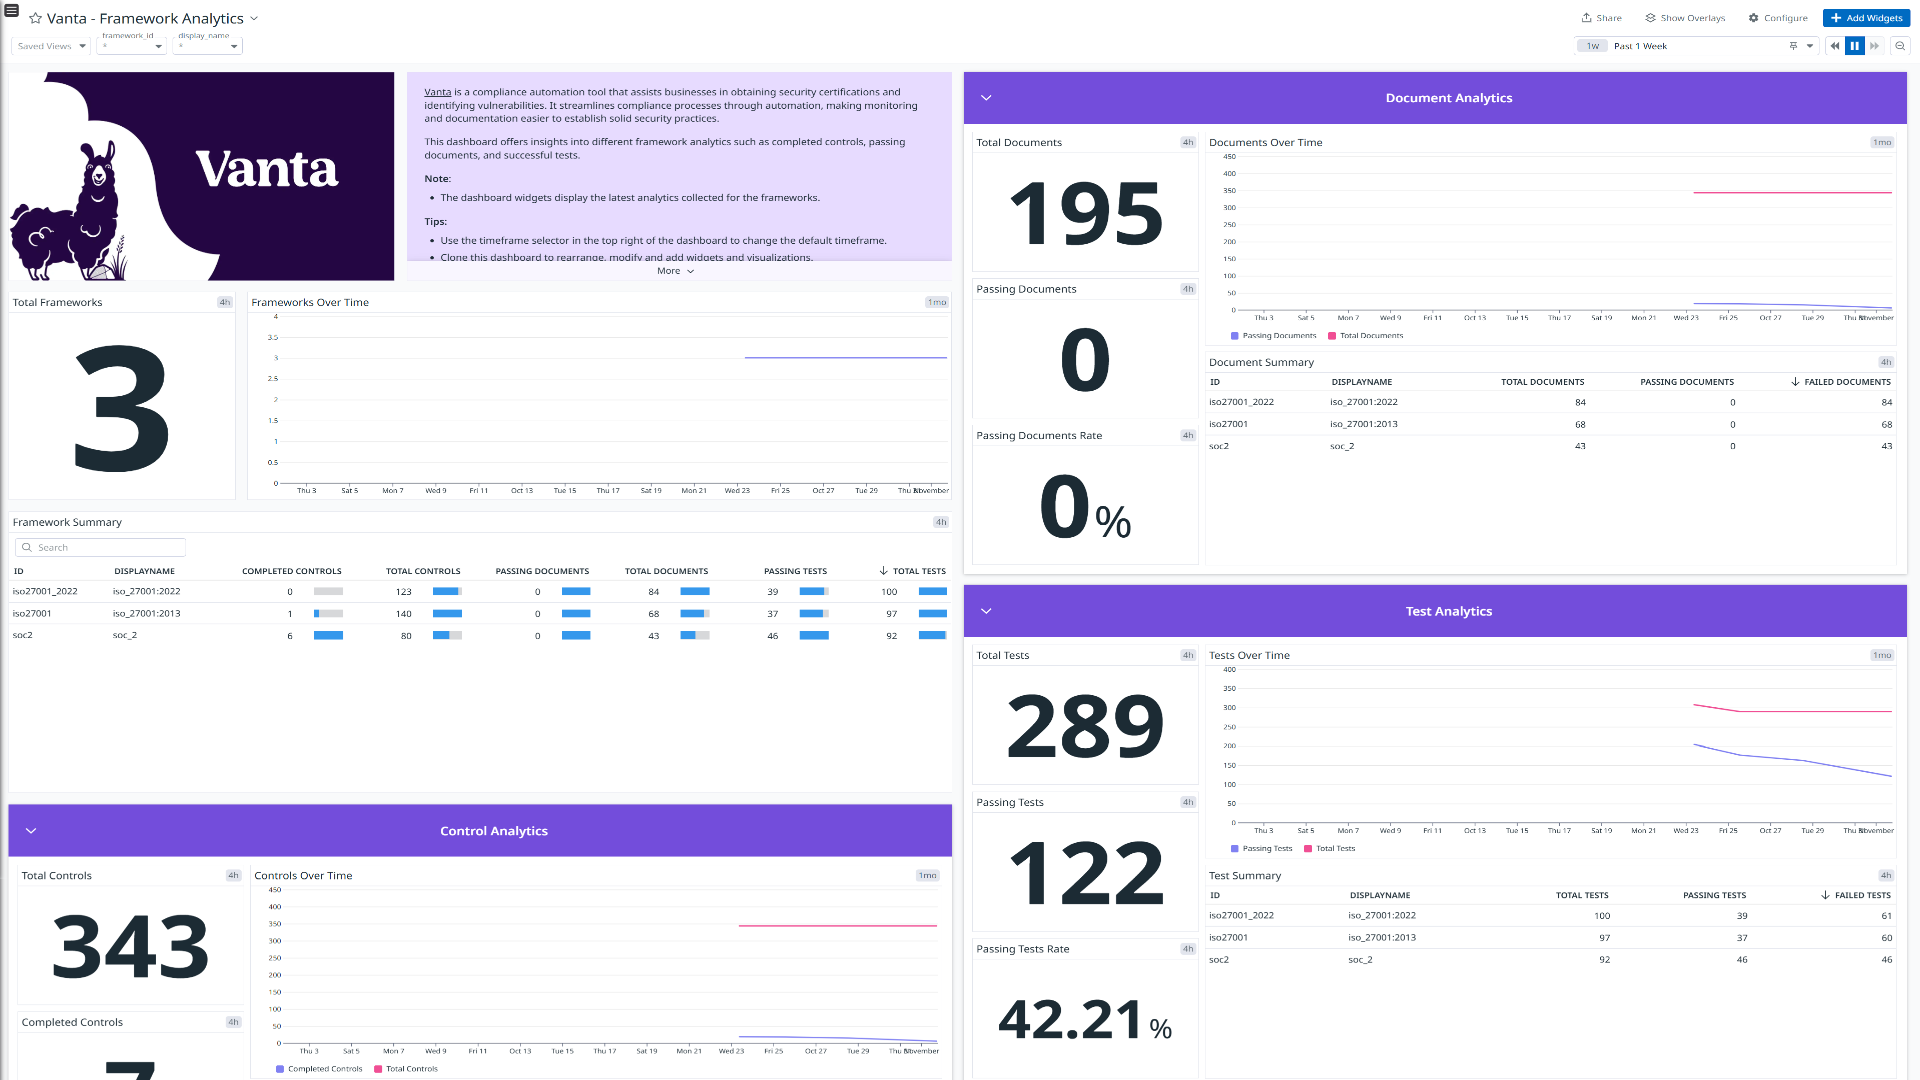 Vanta - Framework Analytics
Share
Show Overlays
Configure
Add Widgets
Saved Views
framework_id
*
display_name
*
1w
Past 1 Week
Vanta
Vanta is a compliance automation tool that assists businesses in obtaining security certifications and
identifying vulnerabilities. It streamlines compliance processes through automation, making monitoring
and documentation easier to establish solid security practices.
This dashboard offers insights into different framework analytics such as completed controls, passing
documents, and successful tests.
Note:
• The dashboard widgets display the latest analytics collected for the frameworks.
Tips:
• Use the timeframe selector in the top right of the dashboard to change the default timeframe.
• Clone this dashboard to rearrange, modify and add widgets and visualizations.
More
Total Frameworks 4h
3
Frameworks Over Time 1mo
4
3.5
3
2.5
2
1.5
1
0.5
0
Thu 3 Sat 5 Mon 7 Wed 9 Fri 11 Oct 13 Tue 15 Thu 17 Sat 19 Mon 21 Wed 23 Fri 25 Oct 27 Tue 29 Thu November
Framework Summary 4h
Search
ID DISPLAYNAME COMPLETED CONTROLS TOTAL CONTROLS PASSING DOCUMENTS TOTAL DOCUMENTS PASSING TESTS ↓ TOTAL TESTS
iso27001_2022 iso_27001:2022 0 123 0 84 39 100
iso27001 iso_27001:2013 1 140 0 68 37 97
soc2 soc_2 6 80 0 43 46 92
Control Analytics
Total Controls 4h
343
Completed Controls 4h
Controls Over Time 1mo
450
400
350
300
250
200
150
100
50
0
Thu 3 Sat 5 Mon 7 Wed 9 Fri 11 Oct 13 Tue 15 Thu 17 Sat 19 Mon 21 Wed 23 Fri 25 Oct 27 Tue 29 Thu November
Completed Controls Total Controls
Document Analytics
Total Documents 4h
195
Passing Documents 4h
0
Passing Documents Rate 4h
0%
Documents Over Time 1mo
450
400
350
300
250
200
150
100
50
0
Thu 3 Sat 5 Mon 7 Wed 9 Fri 11 Oct 13 Tue 15 Thu 17 Sat 19 Mon 21 Wed 23 Fri 25 Oct 27 Tue 29 Thu November
Passing Documents Total Documents
Document Summary 4h
ID DISPLAYNAME TOTAL DOCUMENTS PASSING DOCUMENTS ↓ FAILED DOCUMENTS
iso27001_2022 iso_27001:2022 84 0 84
iso27001 iso_27001:2013 68 0 68
soc2 soc_2 43 0 43
Test Analytics
Total Tests 4h
289
Passing Tests 4h
122
Passing Tests Rate 4h
42.21%
Tests Over Time 1mo
400
350
300
250
200
150
100
50
0
Thu 3 Sat 5 Mon 7 Wed 9 Fri 11 Oct 13 Tue 15 Thu 17 Sat 19 Mon 21 Wed 23 Fri 25 Oct 27 Tue 29 Thu November
Passing Tests Total Tests
Test Summary 4h
ID DISPLAYNAME TOTAL TESTS PASSING TESTS ↓ FAILED TESTS
iso27001_2022 iso_27001:2022 100 39 61
iso27001 iso_27001:2013 97 37 60
soc2 soc_2 92 46 46